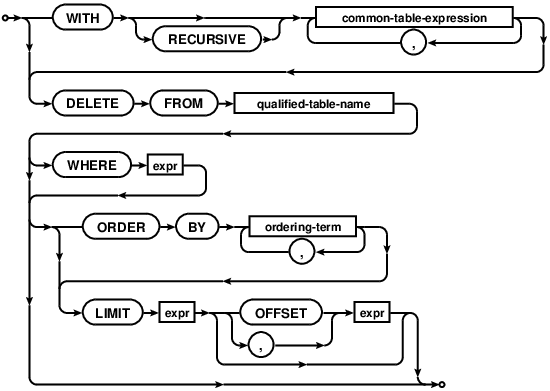 WITH common-table-expression
RECURSIVE ,
DELETE FROM qualified-table-name
WHERE expr
ORDER BY ordering-term
,
LIMIT expr OFFSET expr
,